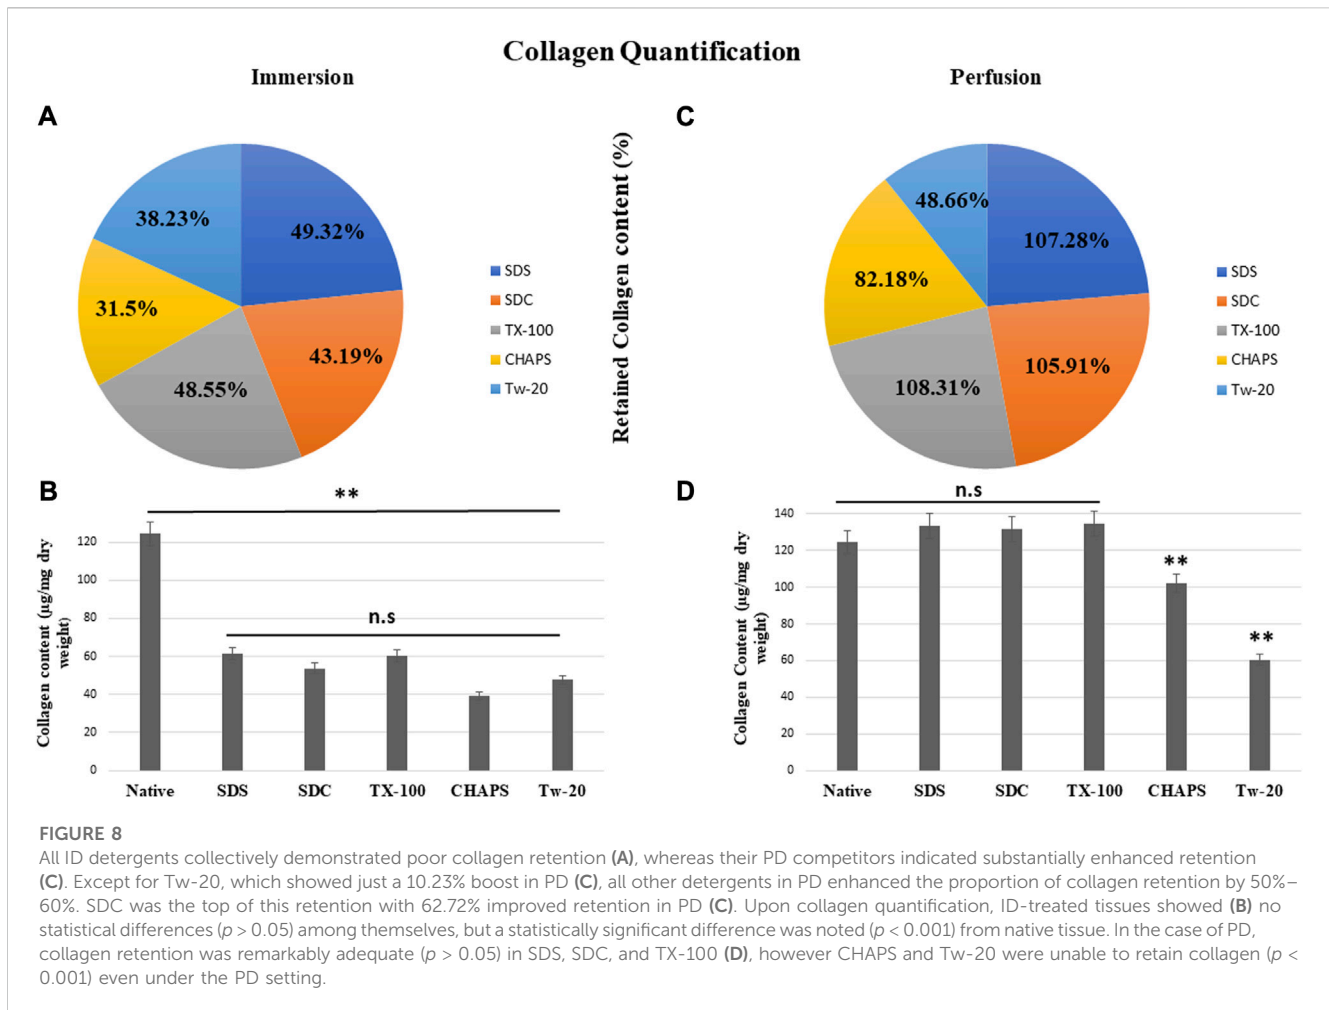 Collagen Quantification
Immersion
Perfusion
A
49.32%
43.19%
48.55%
31.5%
38.23%
SDS
SDC
TX-100
CHAPS
Tw-20
Retained Collagen content (%)
C
107.28%
105.91%
108.31%
82.18%
48.66%
SDS
SDC
TX-100
CHAPS
Tw-20
B
**
n.s
Collagen content (µg/mg dry
weight)
120
100
80
60
40
20
0
Native SDS SDC TX-100 CHAPS Tw-20
D
n.s
**
**
Collagen Content (µg/mg dry
weight)
140
120
100
80
60
40
20
0
Native SDS SDC TX-100 CHAPS Tw-20
FIGURE 8
All ID detergents collectively demonstrated poor collagen retention (A), whereas their PD competitors indicated substantially enhanced retention
(C). Except for Tw-20, which showed just a 10.23% boost in PD (C), all other detergents in PD enhanced the proportion of collagen retention by 50%–
60%. SDC was the top of this retention with 62.72% improved retention in PD (C). Upon collagen quantification, ID-treated tissues showed (B) no
statistical differences (p > 0.05) among themselves, but a statistically significant difference was noted (p < 0.001) from native tissue. In the case of PD,
collagen retention was remarkably adequate (p > 0.05) in SDS, SDC, and TX-100 (D), however CHAPS and Tw-20 were unable to retain collagen (p <
0.001) even under the PD setting.